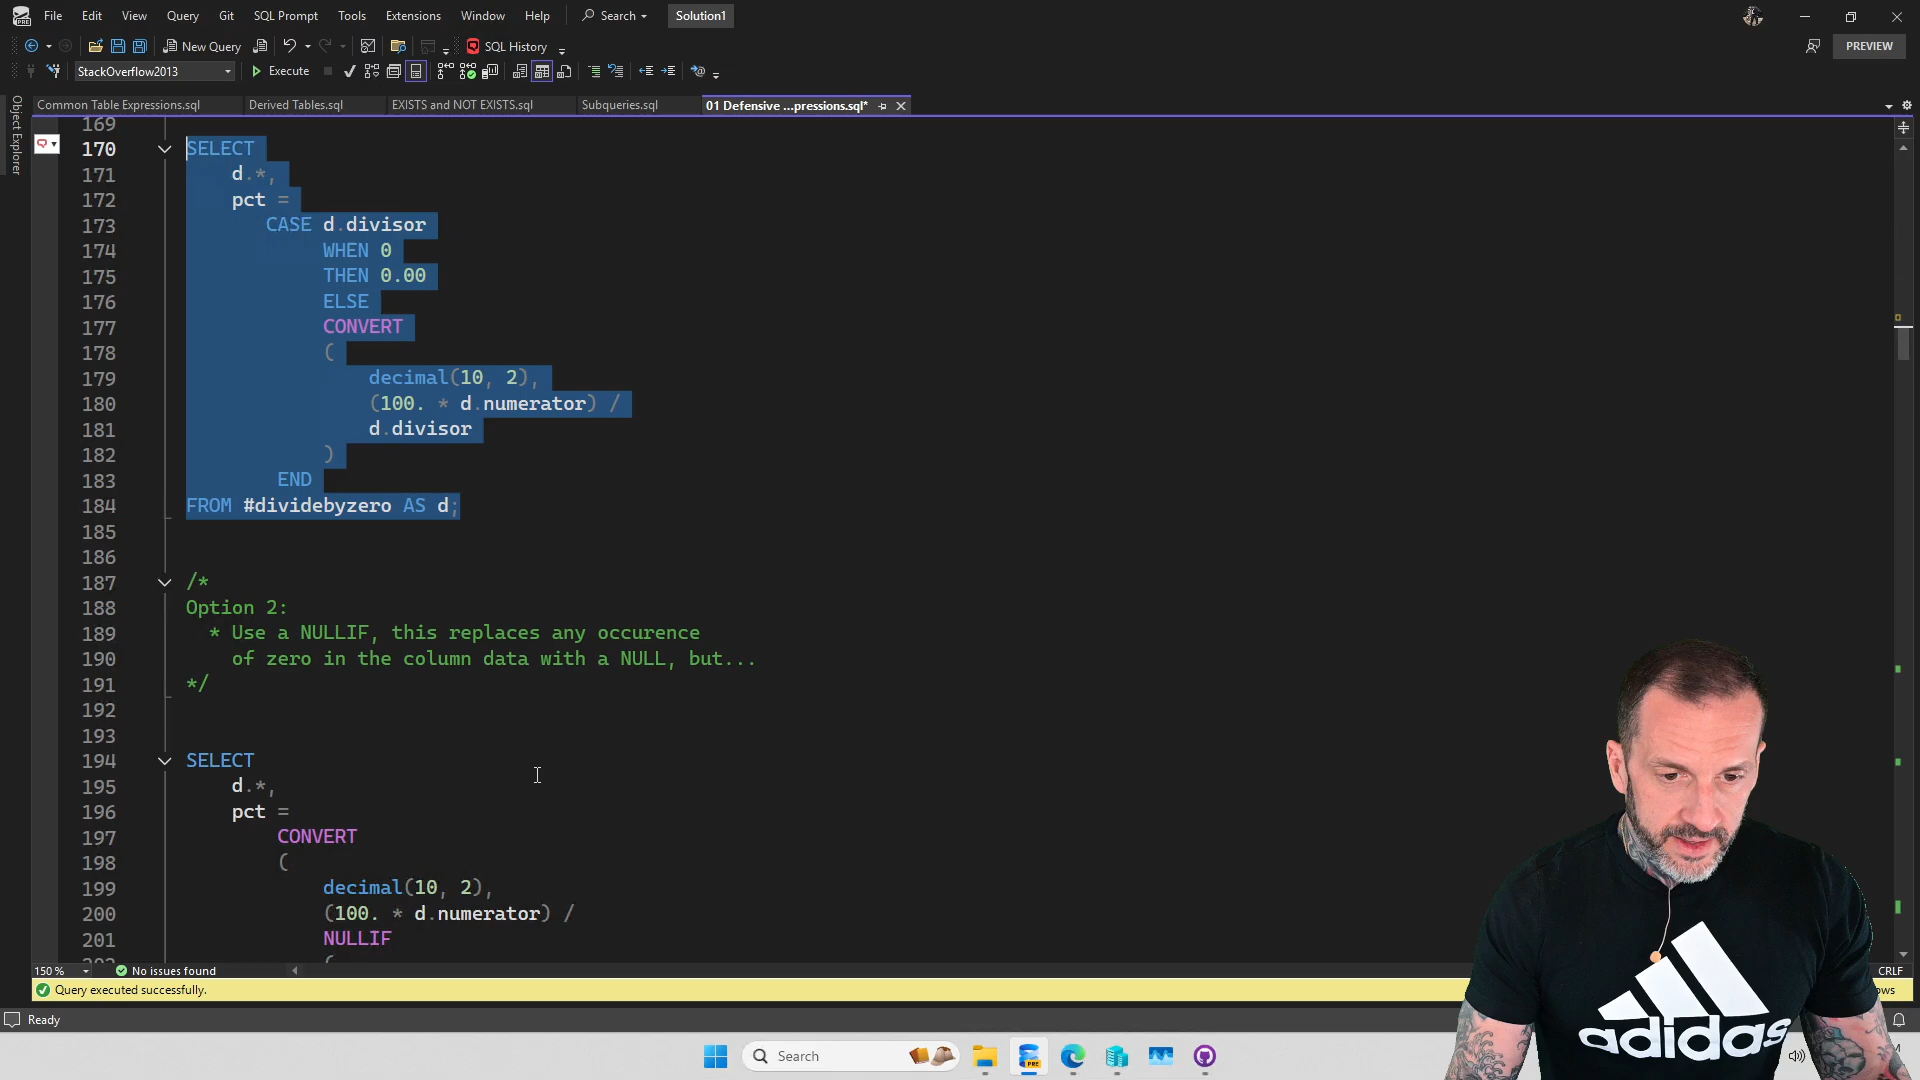 File Edit View Query Git SQL Prompt Tools Extensions Window Help Search Solution1
New Query SQL History PREVIEW
StackOverflow2013 Execute
Common Table Expressions.sql Derived Tables.sql EXISTS and NOT EXISTS.sql Subqueries.sql 01 Defensive ...pressions.sql*
Object Explorer
169
170 SELECT
171 d.*,
172 pct =
173 CASE d.divisor
174 WHEN 0
175 THEN 0.00
176 ELSE
177 CONVERT
178 (
179 decimal(10, 2),
180 (100. * d.numerator) /
181 d.divisor
182 )
183 END
184 FROM #dividebyzero AS d;
185
186
187 /*
188 Option 2:
189 * Use a NULLIF, this replaces any occurence
190 of zero in the column data with a NULL, but...
191 */
192
193
194 SELECT
195 d.*,
196 pct =
197 CONVERT
198 (
199 decimal(10, 2),
200 (100. * d.numerator) /
201 NULLIF
202 (
150 % No issues found CRLF
Query executed successfully.
Ready
Search
adidas